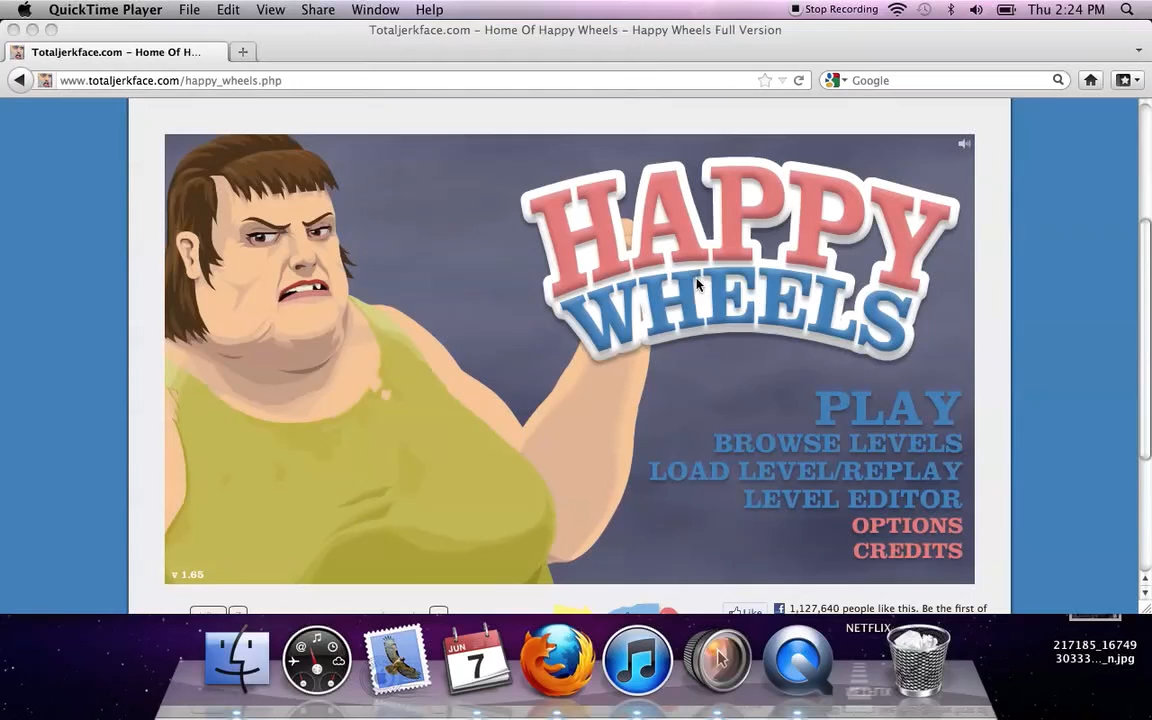 QuickTime Player File Edit View Share Window Help Stop Recording Thu 2:24 PM
Totaljerkface.com – Home Of Happy Wheels – Happy Wheels Full Version
Totaljerkface.com – Home Of H...
www.totaljerkface.com/happy_wheels.php Google
HAPPY
WHEELS
PLAY
BROWSE LEVELS
LOAD LEVEL/REPLAY
LEVEL EDITOR
OPTIONS
CREDITS
v 1.65
Like 1,127,640 people like this. Be the first of
NETFLIX
JUN
7
217185_16749
30333..._n.jpg